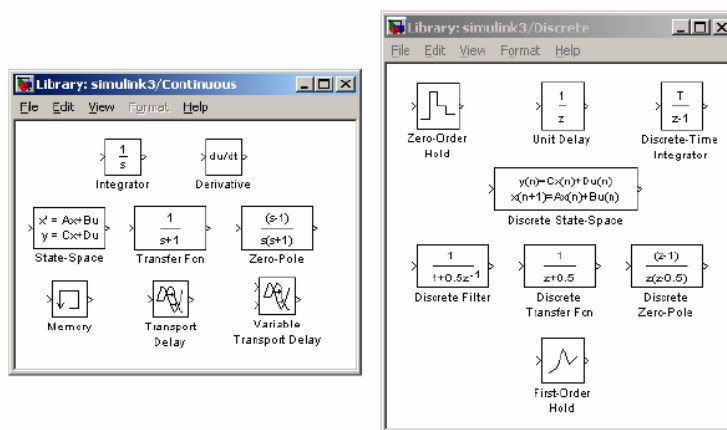 Library: simulink3/Continuous
File Edit View Format Help
1
s
Integrator
du/dt
Derivative
x' = Ax+Bu
y = Cx+Du
State-Space
1
s+1
Transfer Fcn
(s-1)
s(s+1)
Zero-Pole
Memory
Transport
Delay
Variable
Transport Delay
Library: simulink3/Discrete
File Edit View Format Help
Zero-Order
Hold
1
z
Unit Delay
T
z-1
Discrete-Time
Integrator
y(n)=Cx(n)+Du(n)
x(n+1)=Ax(n)+Bu(n)
Discrete State-Space
1
1+0.5z-1
Discrete Filter
1
z+0.5
Discrete
Transfer Fcn
(z-1)
z(z-0.5)
Discrete
Zero-Pole
First-Order
Hold